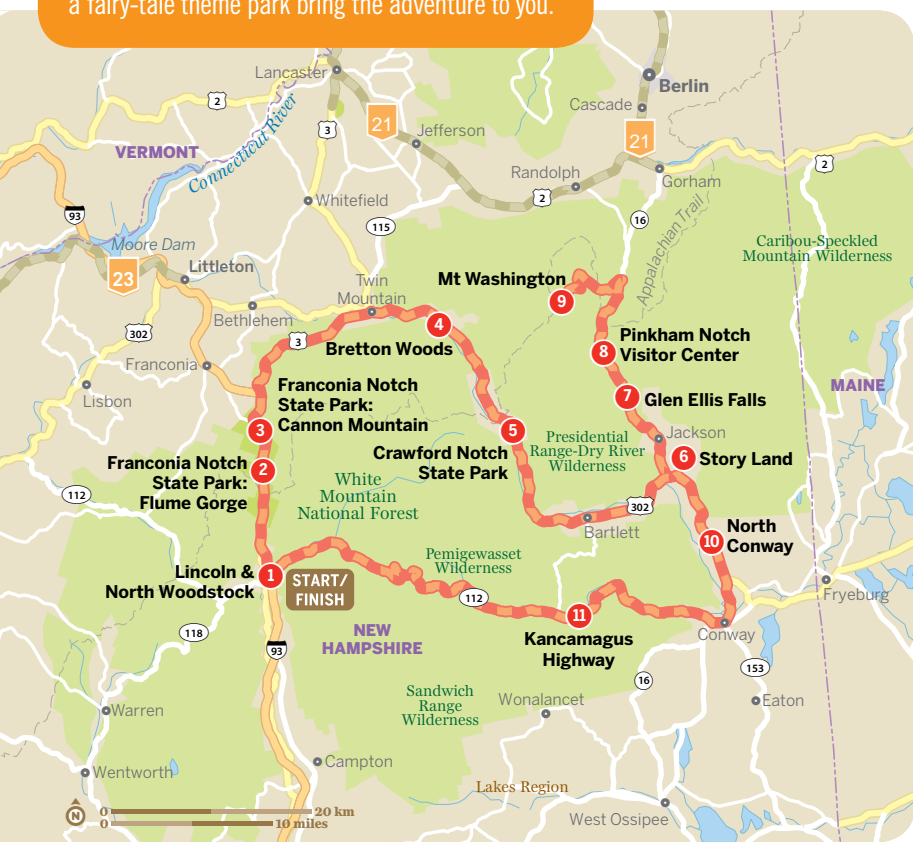 a fairy-tale theme park bring the adventure to you.
Lancaster
Berlin
Cascade
2
3
21
Jefferson
21
VERMONT
Connecticut River
Randolph
2
Gorham
2
Whitefield
93
115
16
Appalachian Trail
Moore Dam
Caribou-Speckled
Mountain Wilderness
23
Littleton
Twin
Mountain
Mt Washington
9
Bethlehem
302
3
4
Bretton Woods
8
Pinkham Notch
Visitor Center
Franconia
Lisbon
Franconia Notch
State Park:
Cannon Mountain
3
7
Glen Ellis Falls
MAINE
5
Crawford Notch
State Park
Presidential
Range-Dry River
Wilderness
Jackson
6
Story Land
Franconia Notch
State Park:
Flume Gorge
2
112
White
Mountain
National Forest
302
Bartlett
10
North
Conway
Pemigewasset
Wilderness
Lincoln &
North Woodstock
1
START/
FINISH
112
11
Kancamagus
Highway
Fryeburg
Conway
118
93
NEW
HAMPSHIRE
16
153
Sandwich
Range
Wilderness
Wonalancet
Eaton
Warren
Campton
Wentworth
Lakes Region
West Ossipee
N
0 20 km
0 10 miles